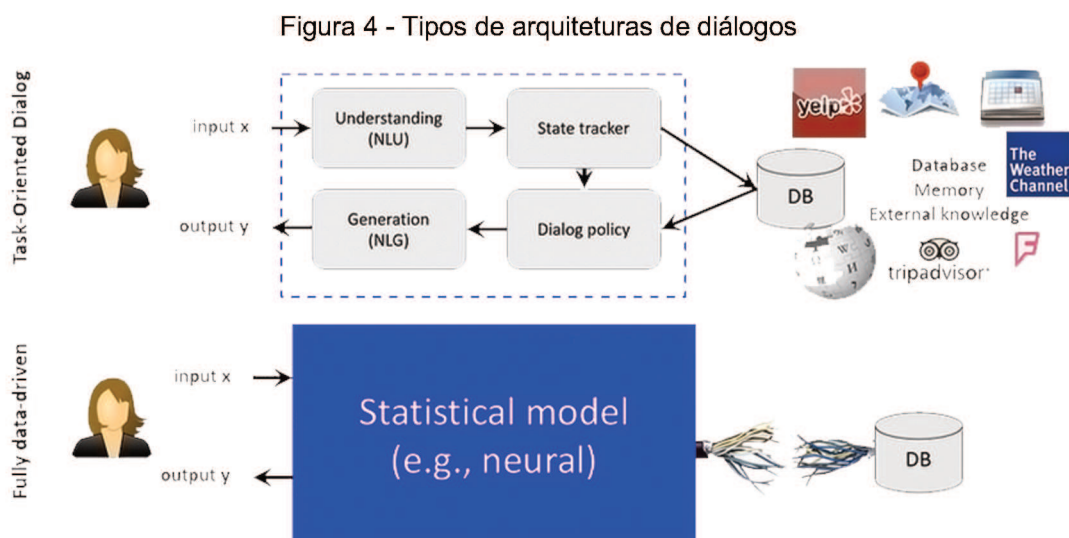 Figura 4 - Tipos de arquiteturas de diálogos
Task-Oriented Dialog
input x
Understanding
(NLU)
State tracker
output y
Generation
(NLG)
Dialog policy
DB
yelp
The
Weather
Channel
Database
Memory
External knowledge
W
tripadvisor
Fully data-driven
input x
output y
Statistical model
(e.g., neural)
DB